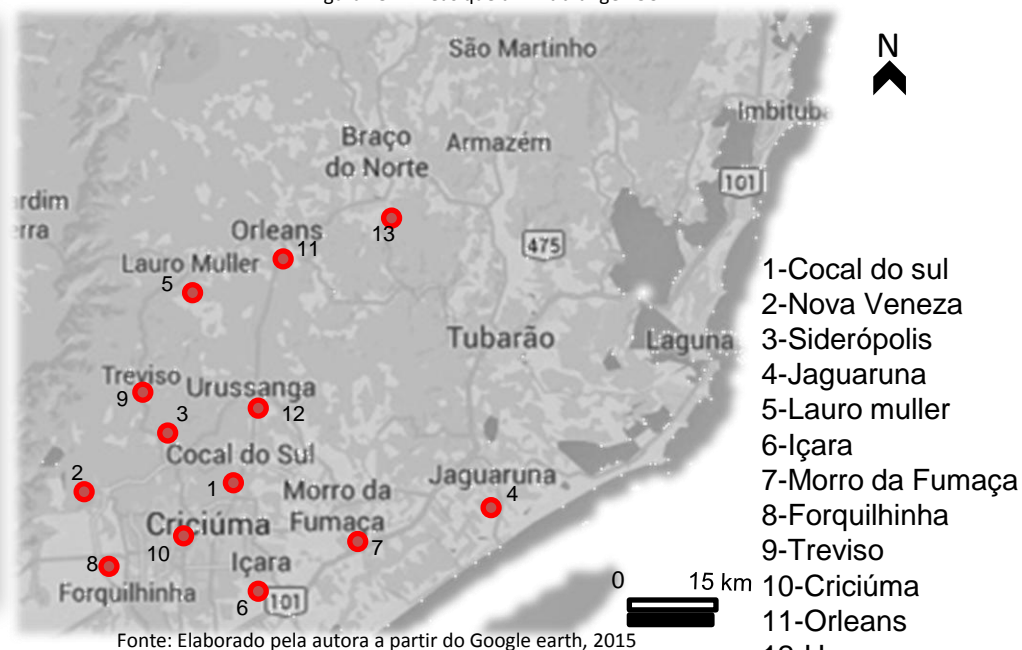 São Martinho
N
Imbituba
Braço
do Norte
Armazém
101
ardim
erra
13
Orleans
11
475
Lauro Muller
5
Tubarão
Laguna
Treviso
9
Urussanga
12
3
Cocal do Sul
1
2
Morro da
Fumaça
Jaguaruna
4
Criciúma
10
7
8
Içara
Forquilhinha
6
101
0 15 km
1-Cocal do sul
2-Nova Veneza
3-Siderópolis
4-Jaguaruna
5-Lauro muller
6-Içara
7-Morro da Fumaça
8-Forquilhinha
9-Treviso
10-Criciúma
11-Orleans
Fonte: Elaborado pela autora a partir do Google earth, 2015